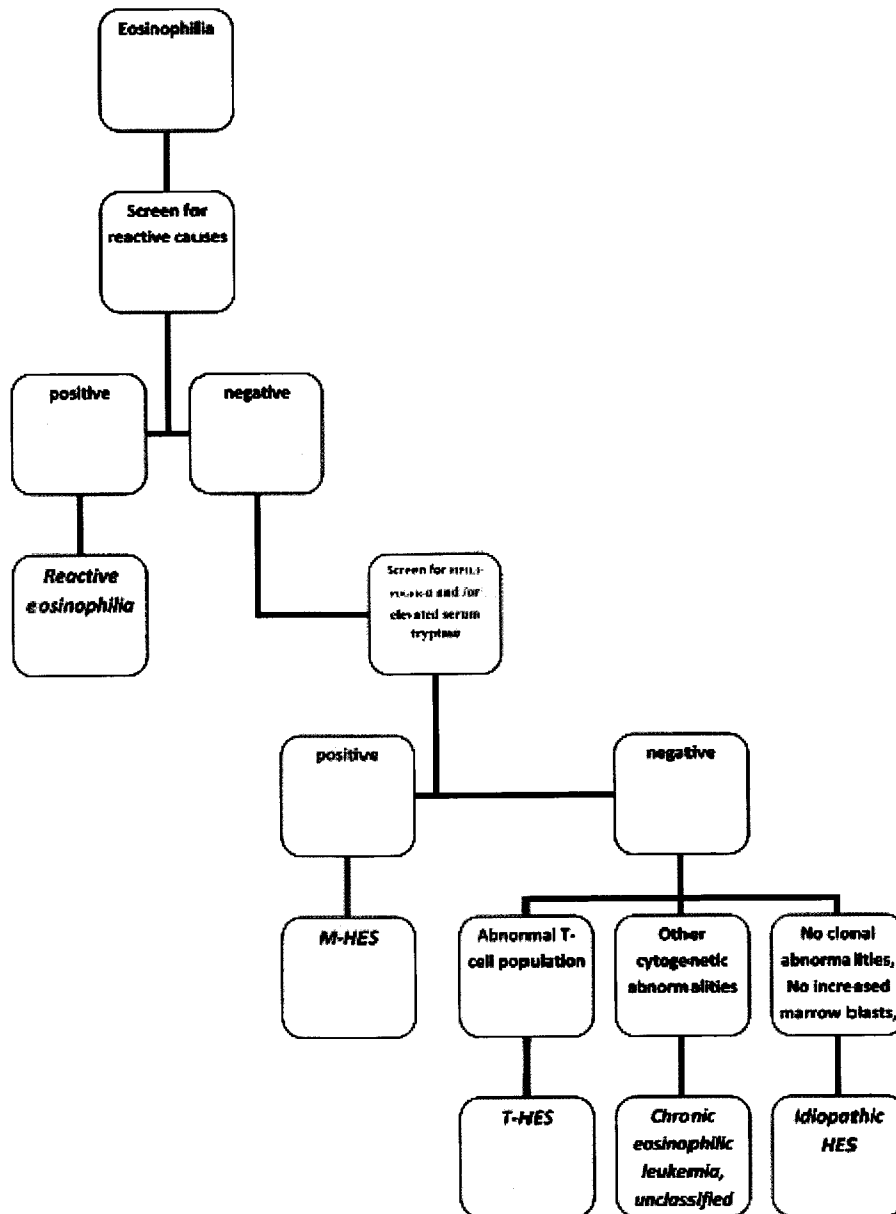 Eosinophilia
Screen for
reactive causes
positive
negative
Reactive
eosinophilia
Screen for
and /or
elevated serum
tryptase
positive
negative
M-HES
Abnormal T-
cell population
Other
cytogenetic
abnormalities
No clonal
abnormalities,
No increased
marrow blasts,
T-HES
Chronic
eosinophilic
leukemia,
unclassified
Idiopathic
HES